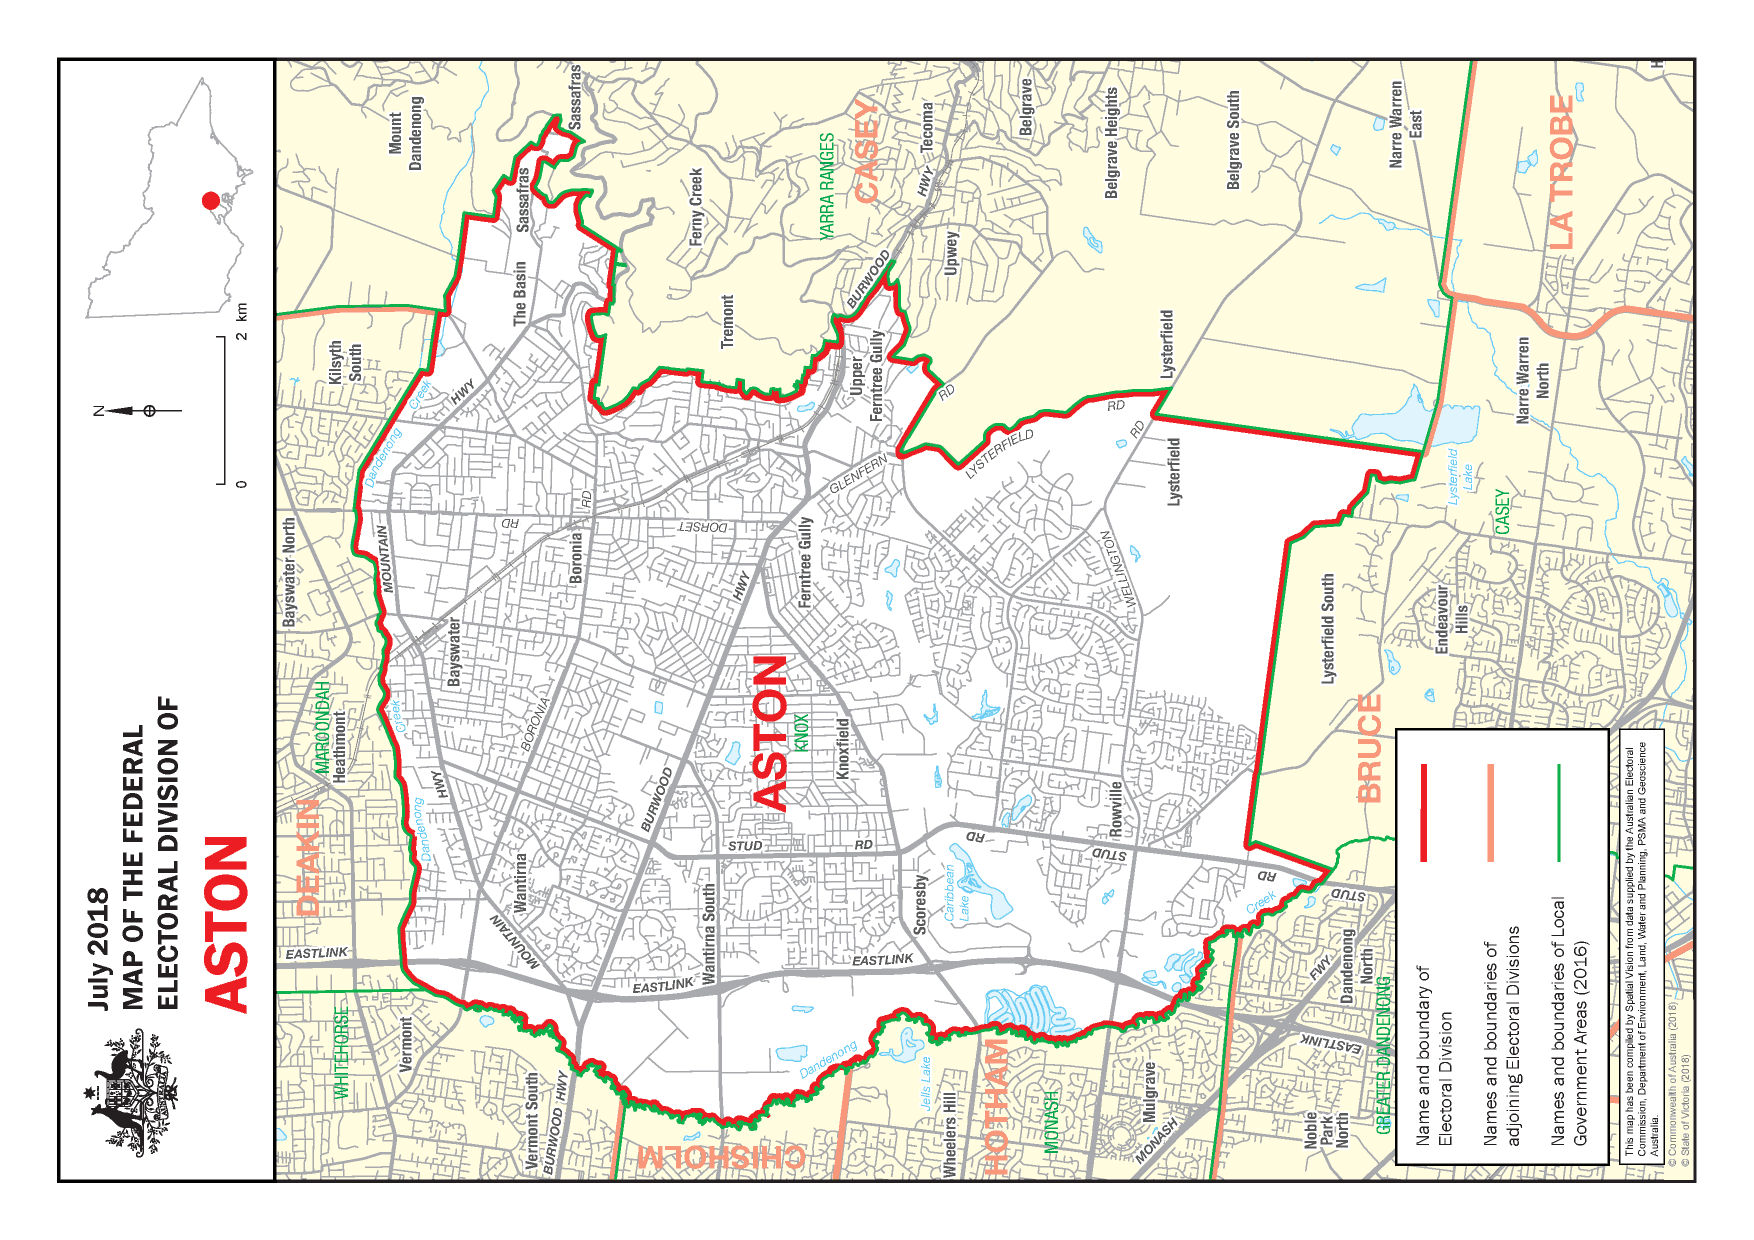 July 2018
MAP OF THE FEDERAL
ELECTORAL DIVISION OF
ASTON
N
0
2 km
DEAKIN
MAROONDAH
Heathmont
Bayswater North
Kilsyth
South
Mount
Dandenong
Sassafras
Sassafras
The Basin
Ferny Creek
YARRA RANGES
CASEY
Tecoma
HWY
Belgrave
Belgrave Heights
Belgrave South
Narre Warren
East
LA TROBE
H
Upwey
BURWOOD
Tremont
Upper
Ferntree Gully
RD
Lysterfield
RD
LYSTERFIELD
RD
Lysterfield
Narre Warren
North
Lysterfield
Lake
CASEY
Dandenong
Creek
HWY
MOUNTAIN
RD
RD
DORSET
GLENFERN
Boronia
Ferntree Gully
HWY
WELLINGTON
Lysterfield South
Endeavour
Hills
Bayswater
Creek
BORONIA
ASTON
KNOX
Knoxfield
BRUCE
HWY
Dandenong
BURWOOD
STUD
RD
RD
STUD
Rowville
RD
STUD
Wantirna
MOUNTAIN
Wantirna South
Scoresby
Caribbean
Lake
Creek
EASTLINK
EASTLINK
EASTLINK
EASTLINK
FWY
Dandenong
North
GREATER DANDENONG
WHITEHORSE
Vermont
Vermont South
BURWOOD HWY
CHISHOLM
Dandenong
Jells Lake
Wheelers Hill
HOTHAM
MONASH
Mulgrave
MONASH
Noble
Park
North
Name and boundary of
Electoral Division
Names and boundaries of
adjoining Electoral Divisions
Names and boundaries of Local
Government Areas (2016)
This map has been compiled by Spatial Vision from data supplied by the Australian Electoral
Commission, Department of Environment, Land, Water and Planning, PSMA and Geoscience
Australia.
© Commonwealth of Australia (2018)
© State of Victoria (2018)